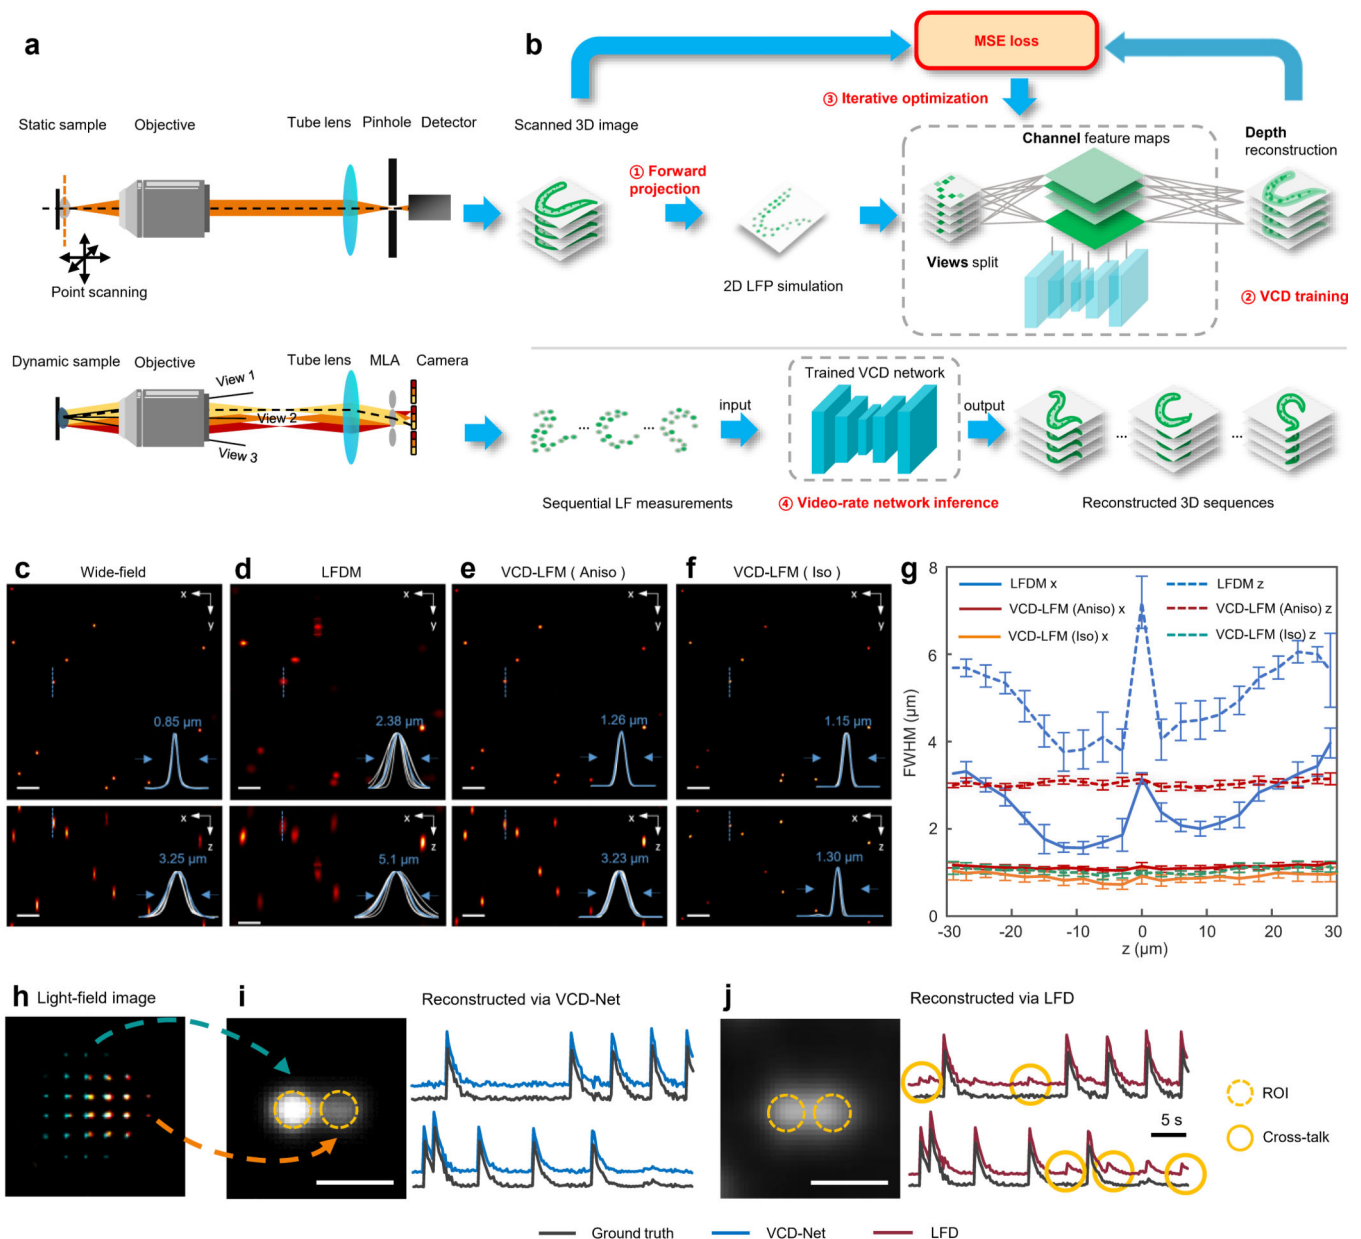 a
Static sample
Objective
Tube lens
Pinhole
Detector
Point scanning
Dynamic sample
Objective
Tube lens
MLA
Camera
View 1
View 2
View 3
b
MSE loss
③ Iterative optimization
Scanned 3D image
① Forward
projection
2D LFP simulation
Channel feature maps
Views split
Depth
reconstruction
② VCD training
Trained VCD network
input
output
Sequential LF measurements
④ Video-rate network inference
Reconstructed 3D sequences
... ...
... ...
c
Wide-field
x
y
0.85 μm
x
z
3.25 μm
d
LFDM
x
y
2.38 μm
x
z
5.1 μm
e
VCD-LFM ( Aniso )
x
y
1.26 μm
x
z
3.23 μm
f
VCD-LFM ( Iso )
x
y
1.15 μm
x
z
1.30 μm
g
LFDM x
LFDM z
VCD-LFM (Aniso) x
VCD-LFM (Aniso) z
VCD-LFM (Iso) x
VCD-LFM (Iso) z
FWHM (μm)
8
6
4
2
0
-30 -20 -10 0 10 20 30
z (μm)
h
Light-field image
i
Reconstructed via VCD-Net
j
Reconstructed via LFD
5 s
ROI
Cross-talk
Ground truth
VCD-Net
LFD